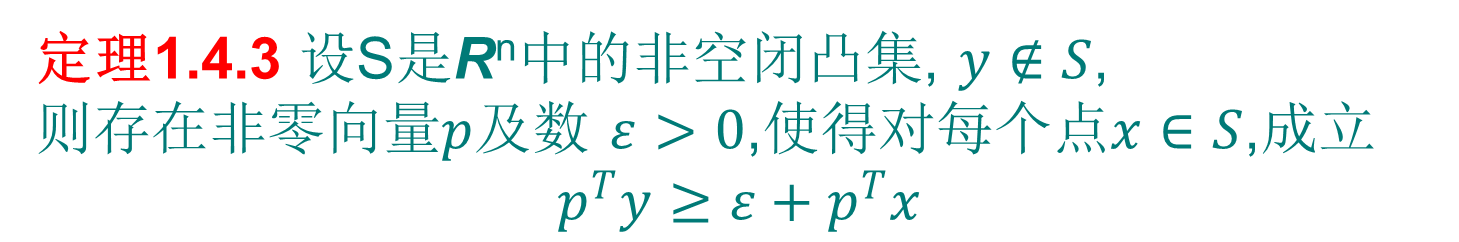 定理1.4.3 设S是Rⁿ中的非空闭凸集, y ∉ S,
则存在非零向量p及数 ε > 0,使得对每个点x ∈ S,成立
pᵀy ≥ ε + pᵀx